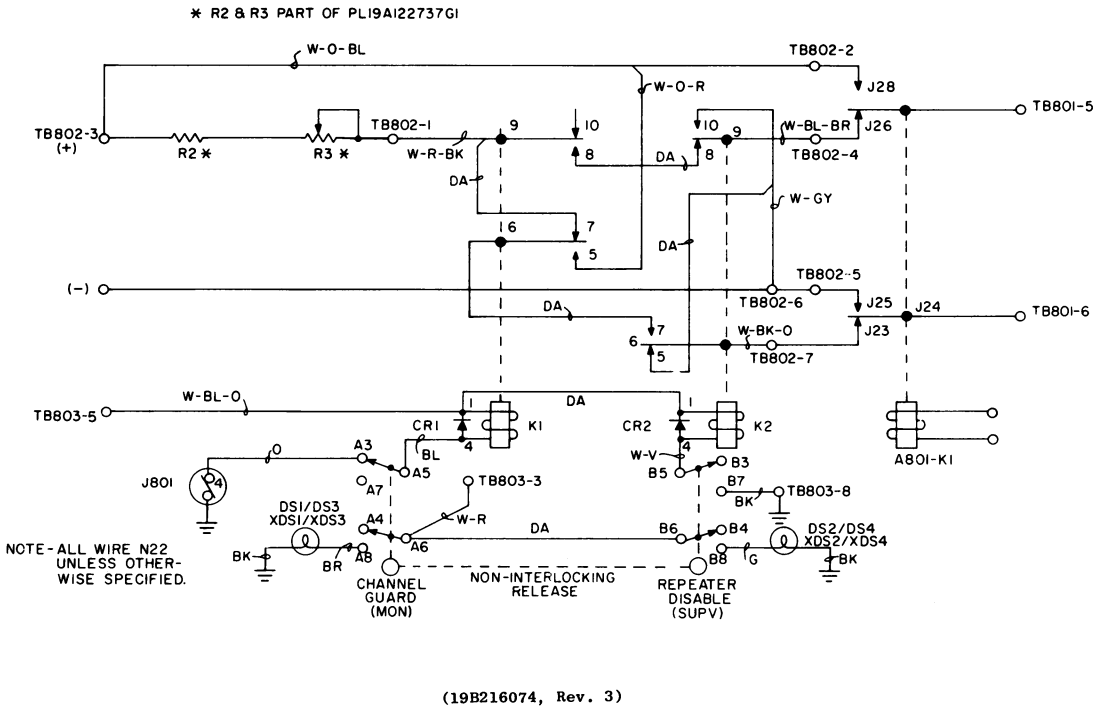 * R2 & R3 PART OF PL19A122737G1
W-O-BL
TB802-2
J28
W-O-R
TB801-5
TB802-3
(+)
R2 *
R3 *
TB802-1
W-R-BK
9
10
8
DA
10
9
8
W-BL-BR
TB802-4
J26
DA
W-GY
6
7
5
DA
(-)
TB802-5
TB802-6
J25
J24
J23
TB801-6
DA
7
6
5
W-BK-O
TB802-7
W-BL-O
TB803-5
DA
1
1
CR1
K1
4
BL
CR2
K2
4
W-V
A801-K1
O
A3
A5
A7
J801
4
TB803-3
B5
B3
B7
BK
TB803-8
DS1/DS3
XDS1/XDS3
A4
A6
A8
W-R
DA
B6
B4
B8
DS2/DS4
XDS2/XDS4
BK
BR
G
BK
NOTE-ALL WIRE N22
UNLESS OTHER-
WISE SPECIFIED.
CHANNEL
GUARD
(MON)
NON-INTERLOCKING
RELEASE
REPEATER
DISABLE
(SUPV)
(19B216074, Rev. 3)